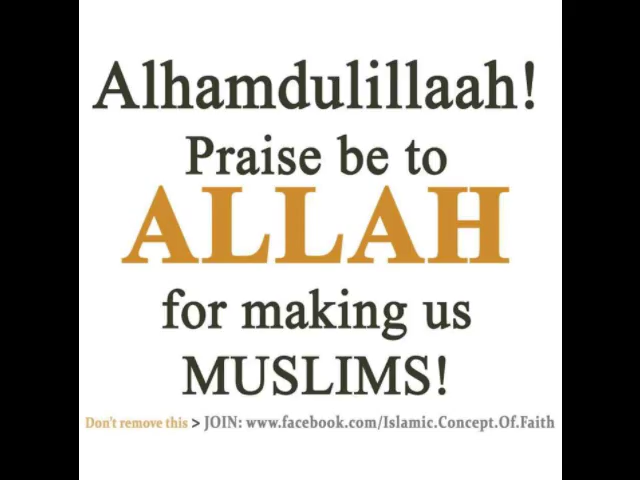 Alhamdulillaah!
Praise be to
ALLAH
for making us
MUSLIMS!
Don't remove this > JOIN: www.facebook.com/Islamic.Concept.Of.Faith